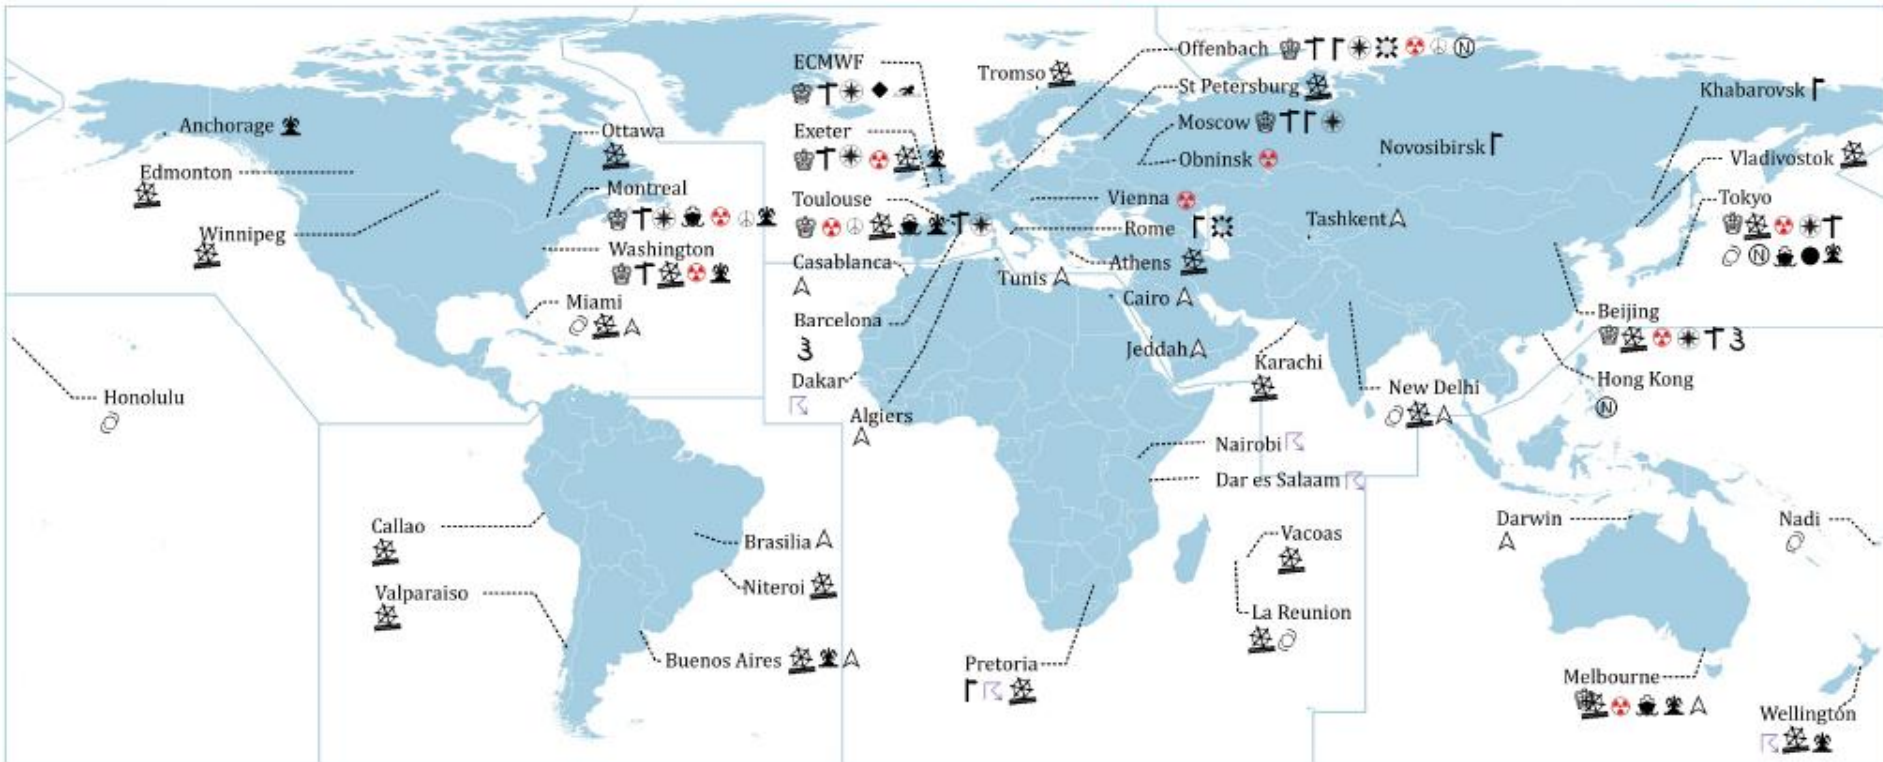 Offenbach N
ECMWF
Tromso
St Petersburg
Khabarovsk
Anchorage
Ottawa
Exeter
Moscow
Novosibirsk
Vladivostok
Obninsk
Edmonton
Montreal
Toulouse
Vienna
Tokyo
N
Winnipeg
Rome
Tashkent
Washington
Casablanca
Athens
Tunis
Cairo
Miami
Barcelona
Beijing
Jeddah
Karachi
Dakar
Hong Kong
N
New Delhi
Honolulu
Algiers
Nairobi
Dar es Salaam
Callao
Brasilia
Vacoas
Darwin
Nadi
Niteroi
Valparaiso
La Reunion
Buenos Aires
Pretoria
Melbourne
Wellington